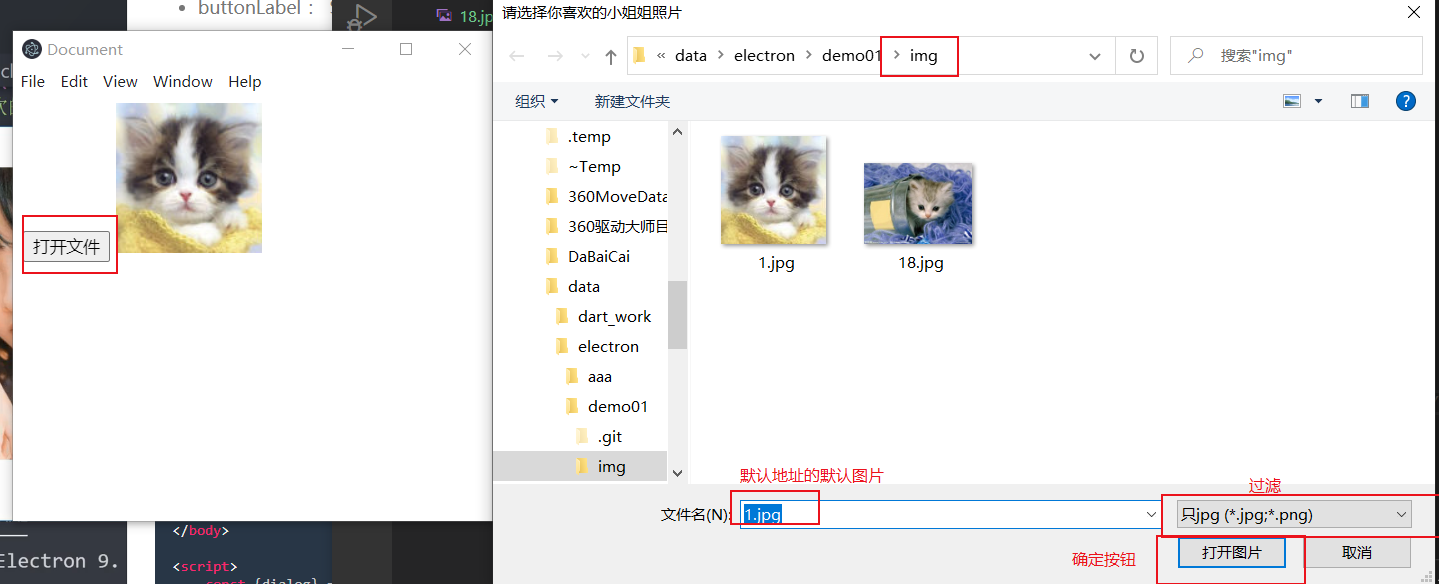 buttonLabel：
18.jp
Document
File Edit View Window Help
打开文件
</body>
<script>
Electron 9.
请选择你喜欢的小姐姐照片
« data > electron > demo01 > img
搜索"img"
组织 新建文件夹
.temp
~Temp
360MoveData
360驱动大师目
DaBaiCai
data
dart_work
electron
aaa
demo01
.git
img
1.jpg
18.jpg
默认地址的默认图片
过滤
文件名(N):
1.jpg
只jpg (*.jpg;*.png)
确定按钮
打开图片
取消